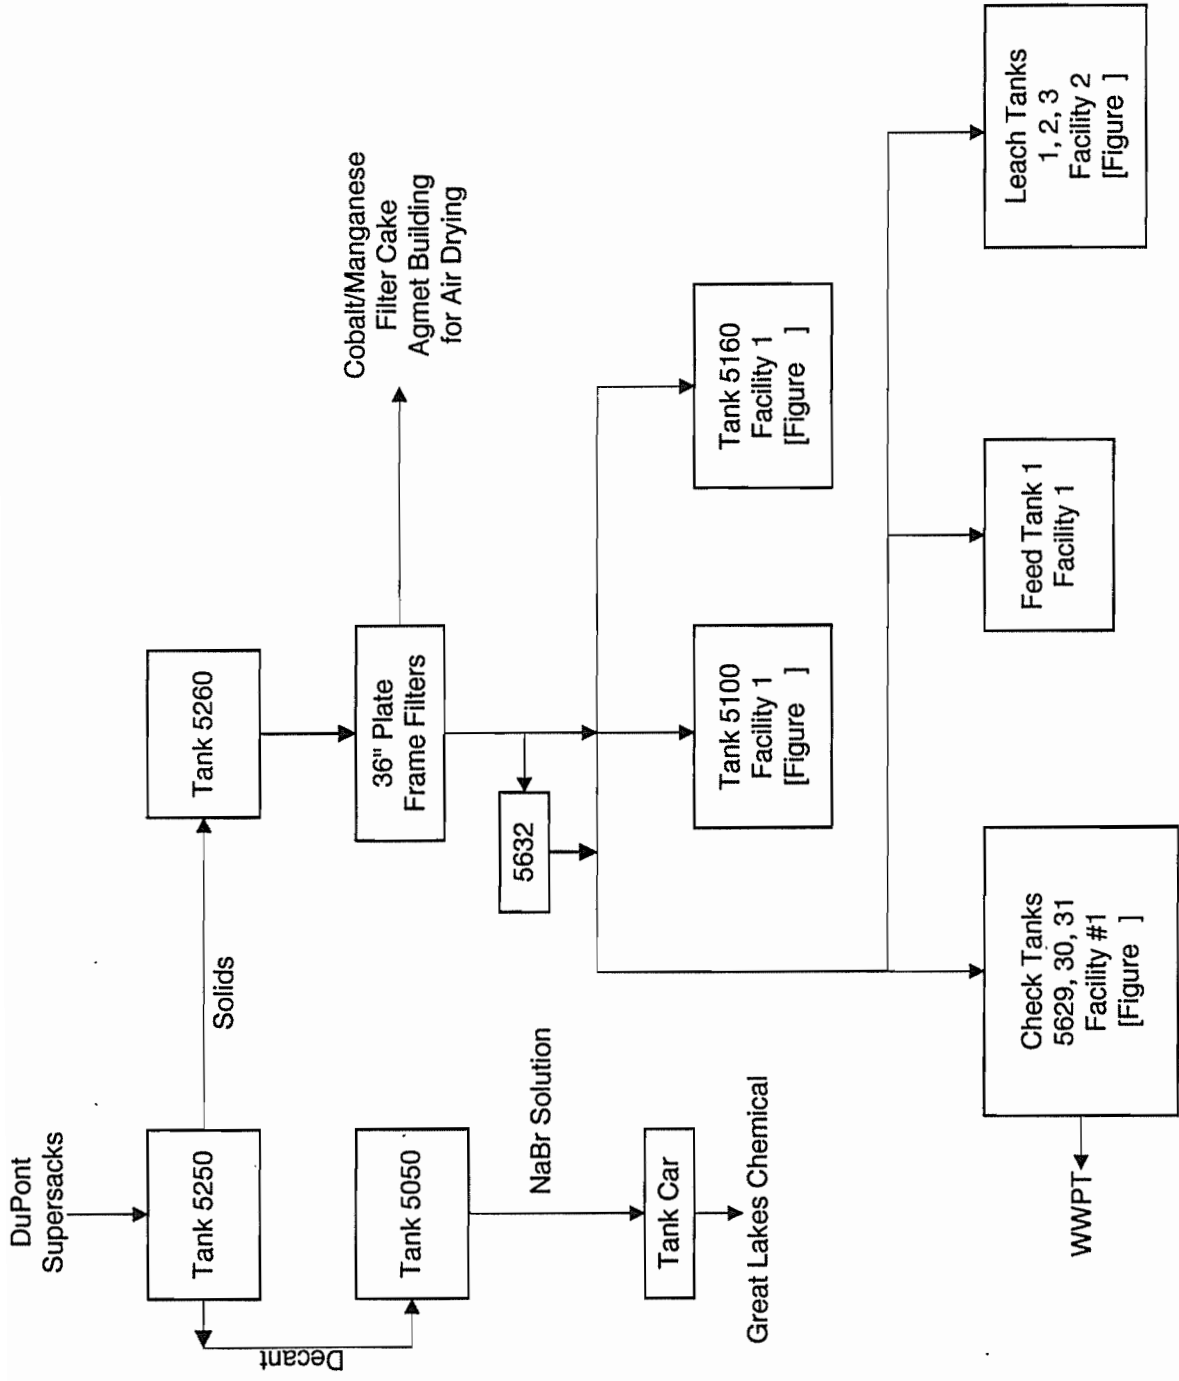 DuPont
Supersacks
Tank 5250
Solids
Tank 5260
Decant
Tank 5050
36" Plate
Frame Filters
Cobalt/Manganese
Filter Cake
Agmet Building
for Air Drying
NaBr Solution
5632
Tank Car
Great Lakes Chemical
Tank 5100
Facility 1
[Figure ]
Tank 5160
Facility 1
[Figure ]
WWPT
Check Tanks
5629, 30, 31
Facility #1
[Figure ]
Feed Tank 1
Facility 1
Leach Tanks
1, 2, 3
Facility 2
[Figure ]